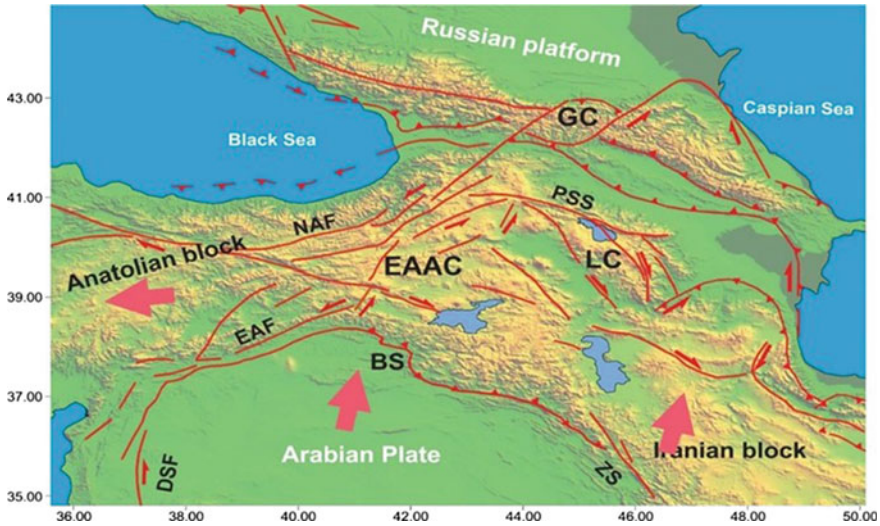 Russian platform
43.00
GC
Caspian Sea
Black Sea
41.00
PSS
NAF
Anatolian block
EAAC
LC
39.00
EAF
BS
37.00
Arabian Plate
Iranian block
DSF
ZS
35.00
36.00 38.00 40.00 42.00 44.00 46.00 48.00 50.00